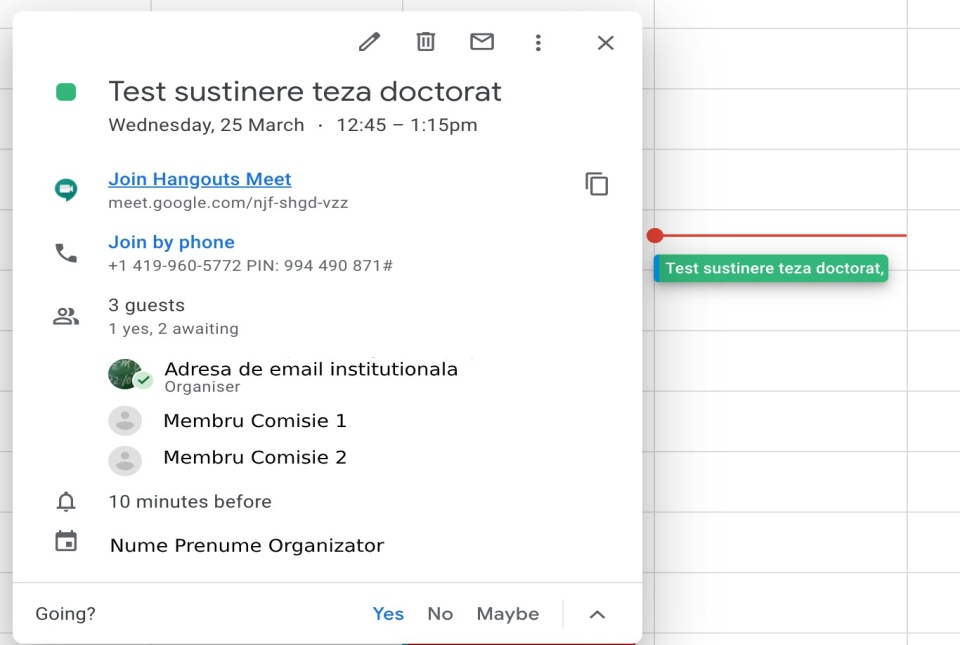 Test sustinere teza doctorat
Wednesday, 25 March · 12:45 – 1:15pm
Join Hangouts Meet
meet.google.com/njf-shgd-vzz
Join by phone
+1 419-960-5772 PIN: 994 490 871#
3 guests
1 yes, 2 awaiting
Adresa de email institutionala
Organiser
Membru Comisie 1
Membru Comisie 2
10 minutes before
Nume Prenume Organizator
Going?
Yes No Maybe
Test sustinere teza doctorat,